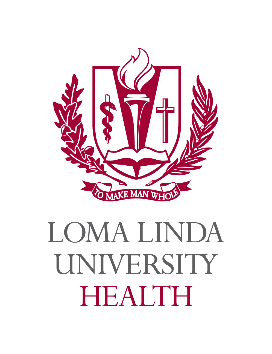 TO MAKE MAN WHOLE
LOMA LINDA
UNIVERSITY
HEALTH